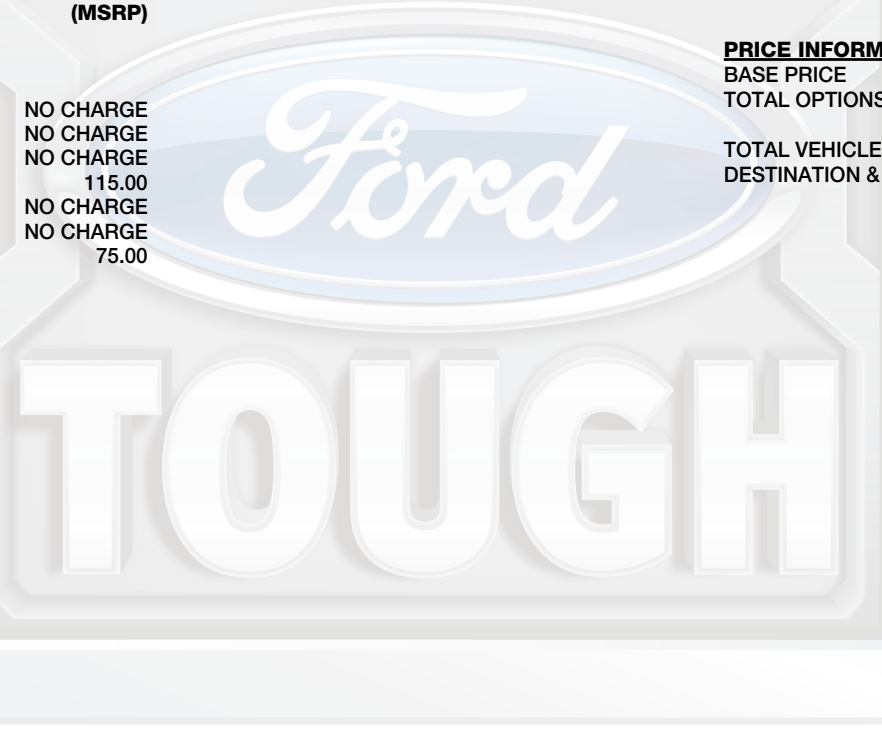 (MSRP)
NO CHARGE
NO CHARGE
NO CHARGE
115.00
NO CHARGE
NO CHARGE
75.00
PRICE INFORM
BASE PRICE
TOTAL OPTIONS
TOTAL VEHICLE
DESTINATION &
Ford
TOUGH